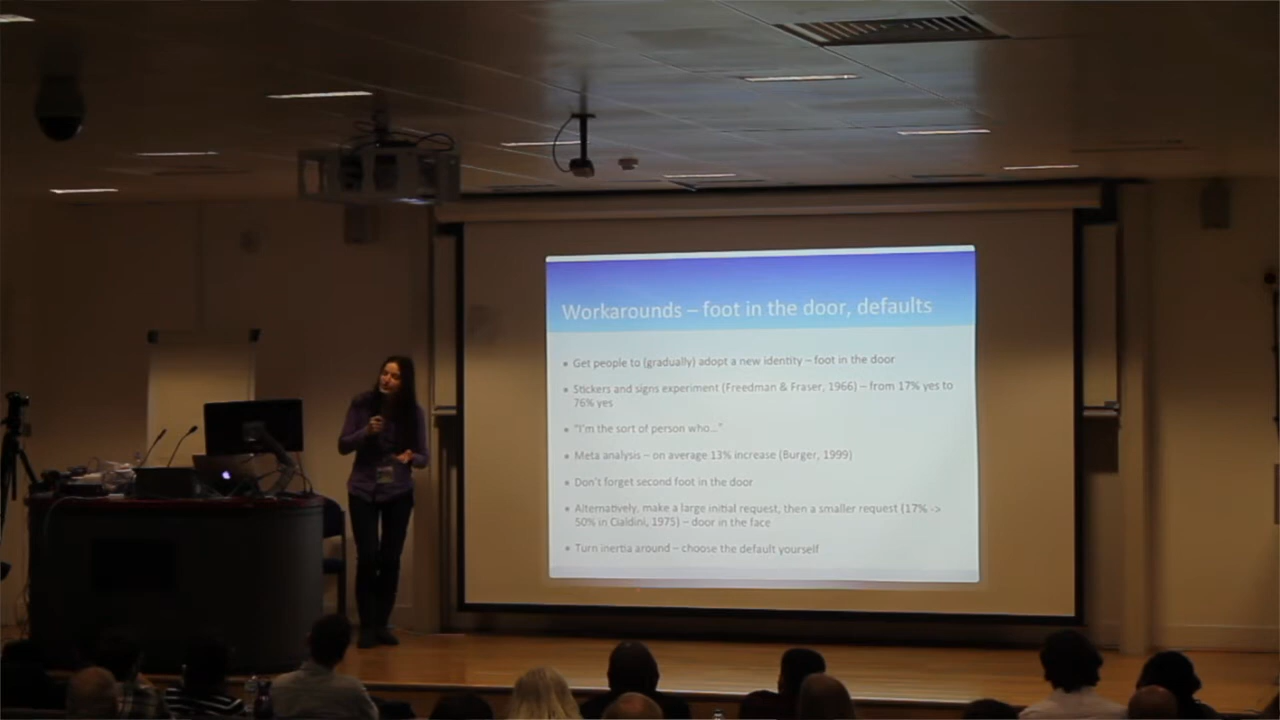 Workarounds – foot in the door, defaults
Get people to (gradually) adopt a new identity – foot in the door
Stickers and signs experiment (Freedman & Fraser, 1966) – from 17% yes to
76% yes
"I'm the sort of person who..."
Meta analysis – on average 13% increase (Burger, 1999)
Don't forget second foot in the door
Alternatively, make a large initial request, then a smaller request (17% ->
50% in Cialdini, 1975) – door in the face
Turn inertia around – choose the default yourself